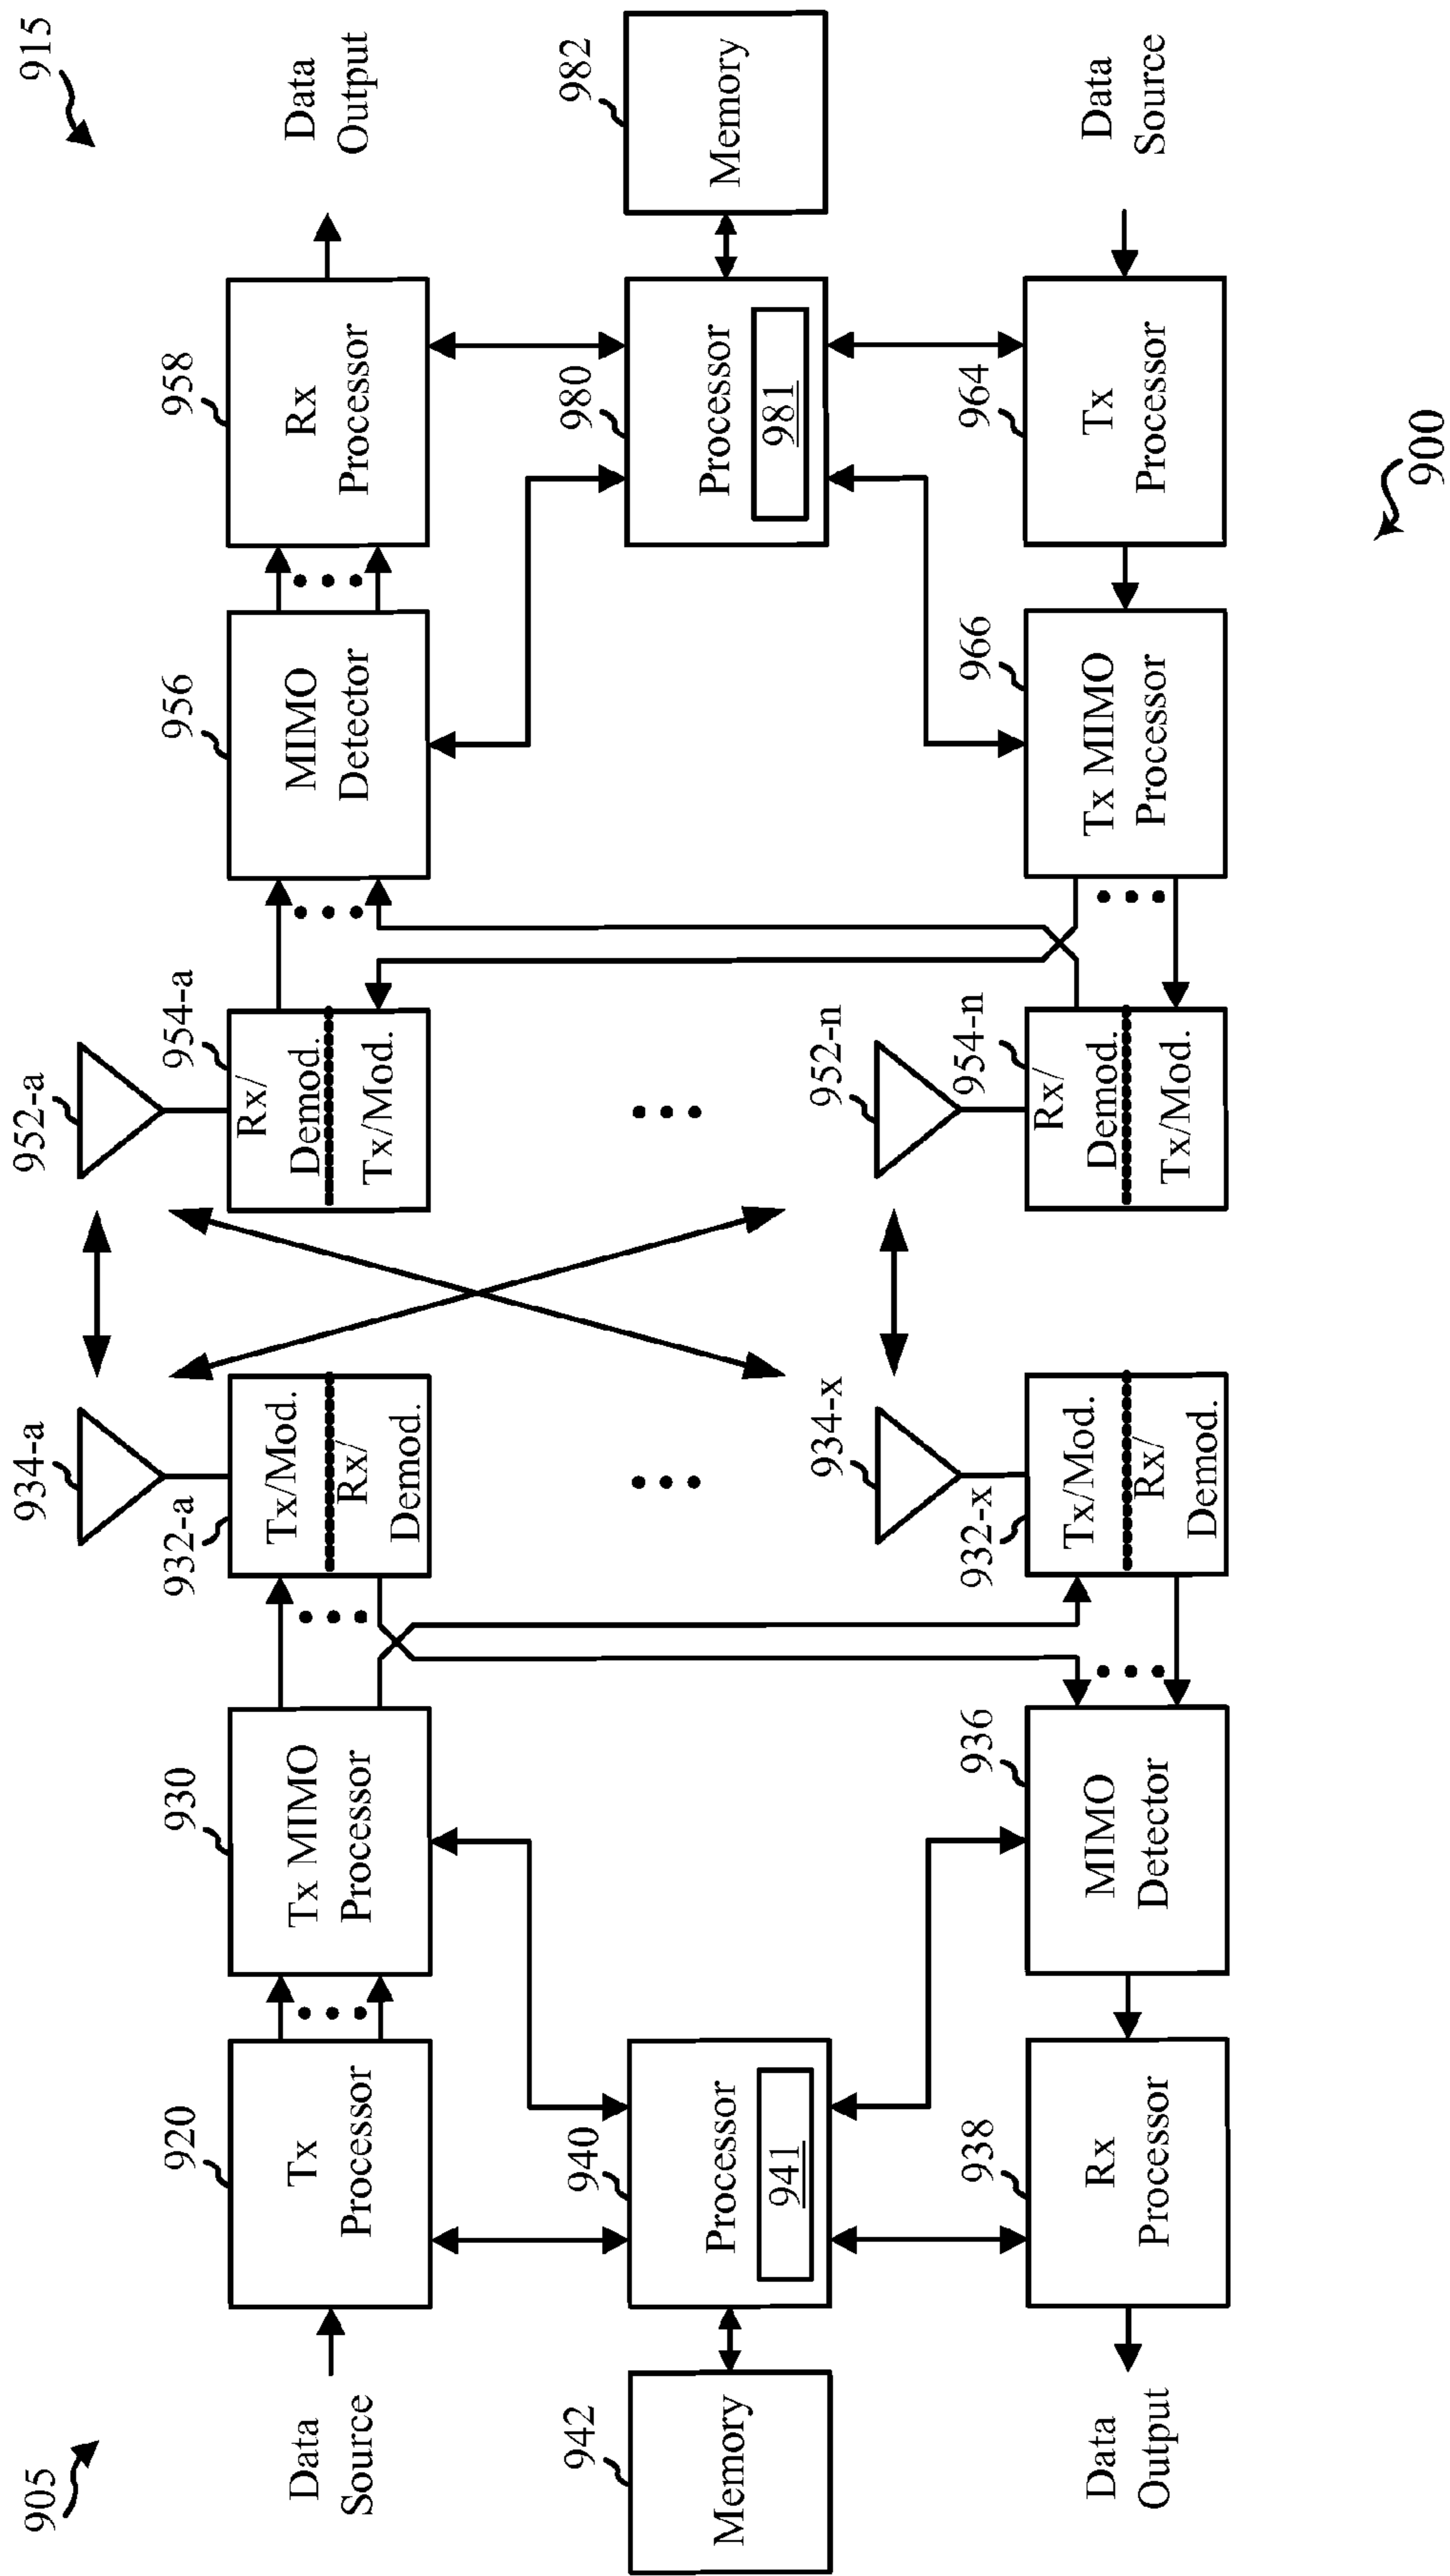 905
915
934-a
952-a
920
930
932-a
954-a
956
958
Data
Source
Tx
Processor
Tx MIMO
Processor
Tx/Mod.
Rx/
Demod.
Rx/
Demod.
Tx/Mod.
MIMO
Detector
Rx
Processor
Data
Output
942
940
980
982
Memory
Processor
941
Processor
981
Memory
934-x
952-n
938
936
932-x
954-n
966
964
Data
Output
Rx
Processor
MIMO
Detector
Tx/Mod.
Rx/
Demod.
Rx/
Demod.
Tx/Mod.
Tx MIMO
Processor
Tx
Processor
Data
Source
900